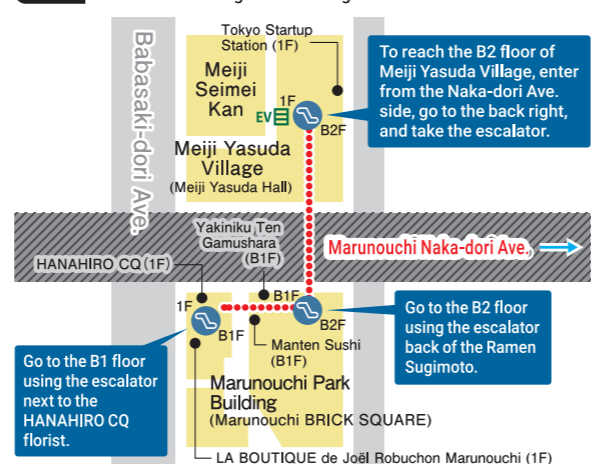 Tokyo Startup
Station (1F)
Babasaki-dori Ave.
Meiji
Seimei
Kan
1F
EV
B2F
To reach the B2 floor of
Meiji Yasuda Village, enter
from the Naka-dori Ave.
side, go to the back right,
and take the escalator.
Meiji Yasuda
Village
(Meiji Yasuda Hall)
Yakiniku Ten
Gamushara
(B1F)
Marunouchi Naka-dori Ave.
HANAHIRO CQ (1F)
1F
B1F
B1F
B2F
Manten Sushi
(B1F)
Go to the B2 floor
using the escalator
back of the Ramen
Sugimoto.
Go to the B1 floor
using the escalator
next to the
HANAHIRO CQ
florist.
Marunouchi Park
Building
(Marunouchi BRICK SQUARE)
LA BOUTIQUE de Joël Robuchon Marunouchi (1F)